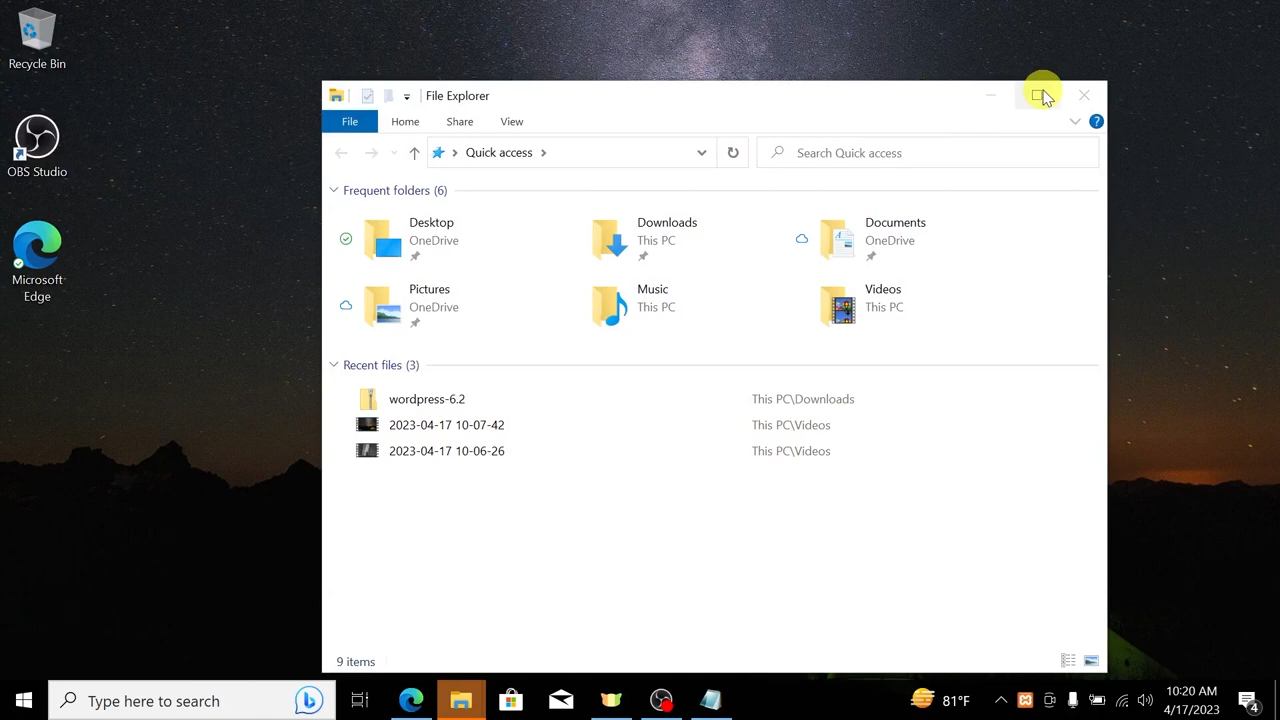 Recycle Bin
OBS Studio
Microsoft
Edge
File Explorer
File
Home
Share
View
Quick access
Search Quick access
Frequent folders (6)
Desktop
OneDrive
Downloads
This PC
Documents
OneDrive
Pictures
OneDrive
Music
This PC
Videos
This PC
Recent files (3)
wordpress-6.2
This PC\Downloads
2023-04-17 10-07-42
This PC\Videos
2023-04-17 10-06-26
This PC\Videos
9 items
Type here to search
81°F
10:20 AM
4/17/2023
4